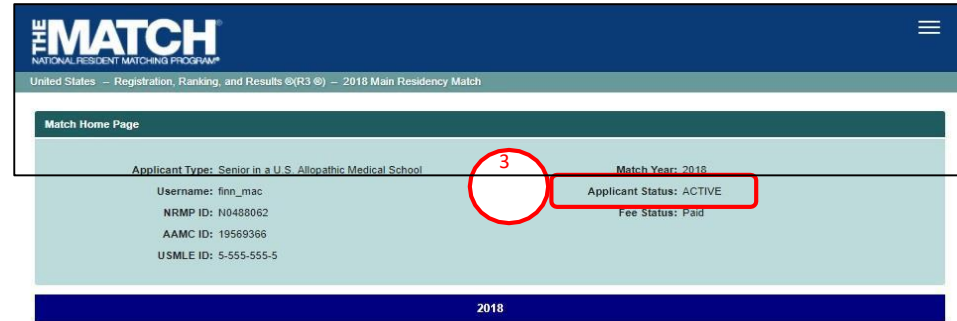 THE MATCH®
NATIONAL RESIDENT MATCHING PROGRAM®
United States – Registration, Ranking, and Results ®(R3 ®) – 2018 Main Residency Match
Match Home Page
Applicant Type: Senior in a U.S. Allopathic Medical School
Username: finn_mac
NRMP ID: N0488062
AAMC ID: 19569366
USMLE ID: 5-555-555-5
3
Match Year: 2018
Applicant Status: ACTIVE
Fee Status: Paid
2018